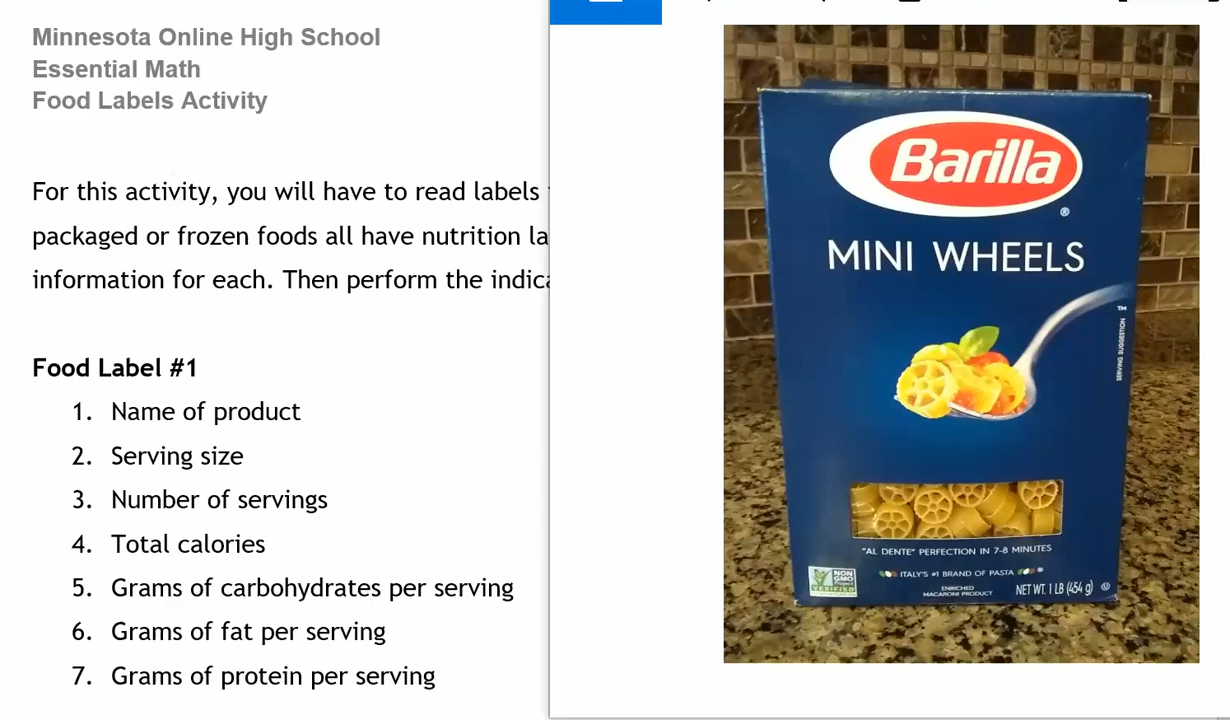 Minnesota Online High School
Essential Math
Food Labels Activity
For this activity, you will have to read labels
packaged or frozen foods all have nutrition la
information for each. Then perform the indica
Food Label #1
1. Name of product
2. Serving size
3. Number of servings
4. Total calories
5. Grams of carbohydrates per serving
6. Grams of fat per serving
7. Grams of protein per serving
Barilla
®
MINI WHEELS
TM
SERVING SUGGESTION
"AL DENTE" PERFECTION IN 7-8 MINUTES
ITALY'S #1 BRAND OF PASTA
NON
GMO
Project
VERIFIED
ENRICHED
MACARONI PRODUCT
NET WT. 1 LB (454 g)